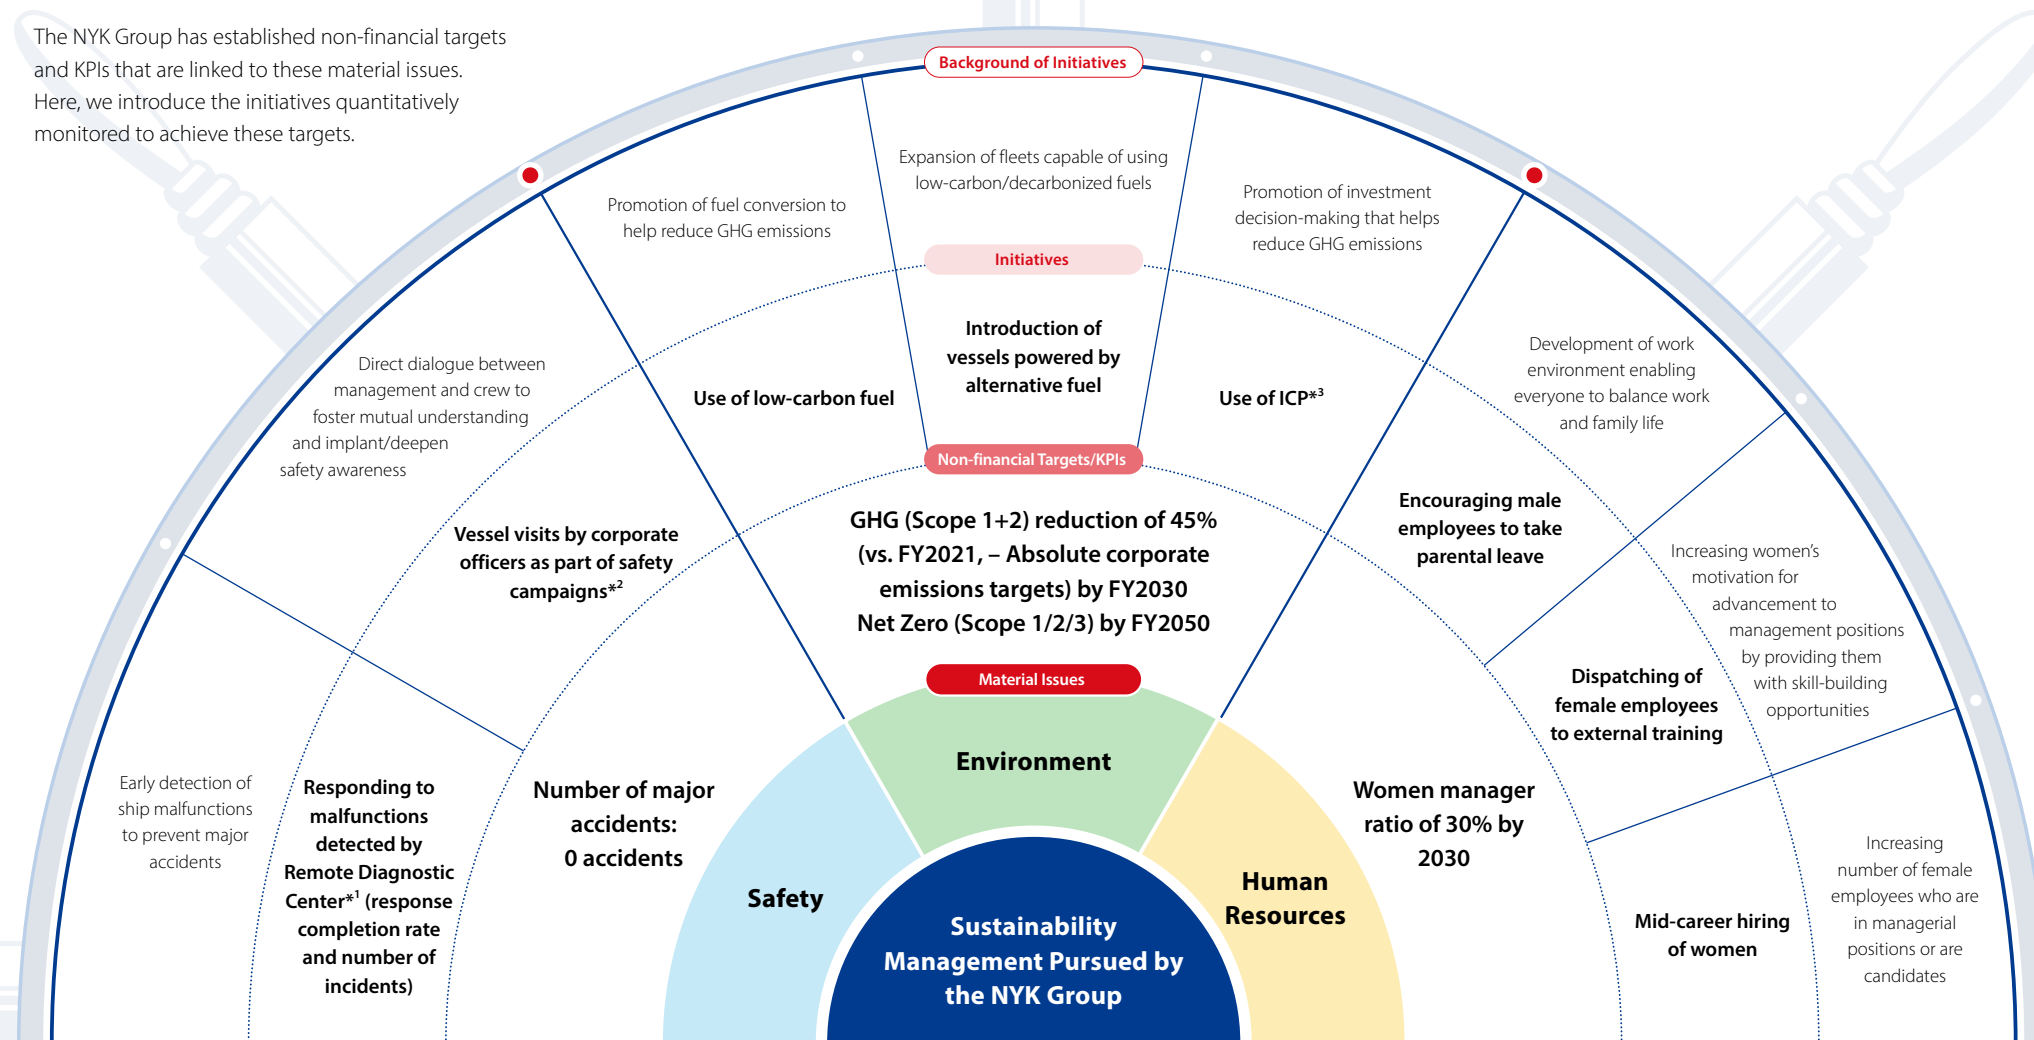 The NYK Group has established non-financial targets
and KPIs that are linked to these material issues.
Here, we introduce the initiatives quantitatively
monitored to achieve these targets.
Background of Initiatives
Promotion of fuel conversion to
help reduce GHG emissions
Expansion of fleets capable of using
low-carbon/decarbonized fuels
Promotion of investment
decision-making that helps
reduce GHG emissions
Initiatives
Use of low-carbon fuel
Introduction of
vessels powered by
alternative fuel
Use of ICP*3
Direct dialogue between
management and crew to
foster mutual understanding
and implant/deepen
safety awareness
Development of work
environment enabling
everyone to balance work
and family life
Non-financial Targets/KPIs
GHG (Scope 1+2) reduction of 45%
(vs. FY2021, – Absolute corporate
emissions targets) by FY2030
Net Zero (Scope 1/2/3) by FY2050
Vessel visits by corporate
officers as part of safety
campaigns*2
Encouraging male
employees to take
parental leave
Increasing women's
motivation for
advancement to
management positions
by providing them
with skill-building
opportunities
Dispatching of
female employees
to external training
Material Issues
Environment
Early detection of
ship malfunctions
to prevent major
accidents
Responding to
malfunctions
detected by
Remote Diagnostic
Center*1 (response
completion rate
and number of
incidents)
Number of major
accidents:
0 accidents
Safety
Human
Resources
Women manager
ratio of 30% by
2030
Mid-career hiring
of women
Increasing
number of female
employees who are
in managerial
positions or are
candidates
Sustainability
Management Pursued by
the NYK Group